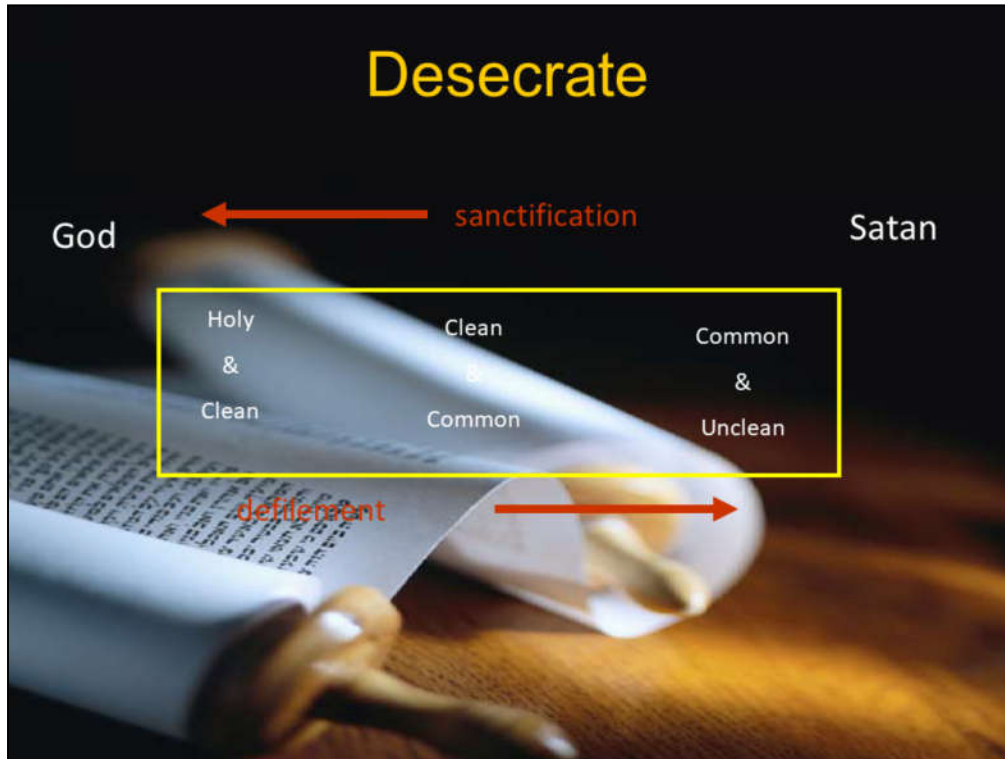 Desecrate
sanctification
God
Satan
Holy
&
Clean
Clean
&
Common
Common
&
Unclean
defilement